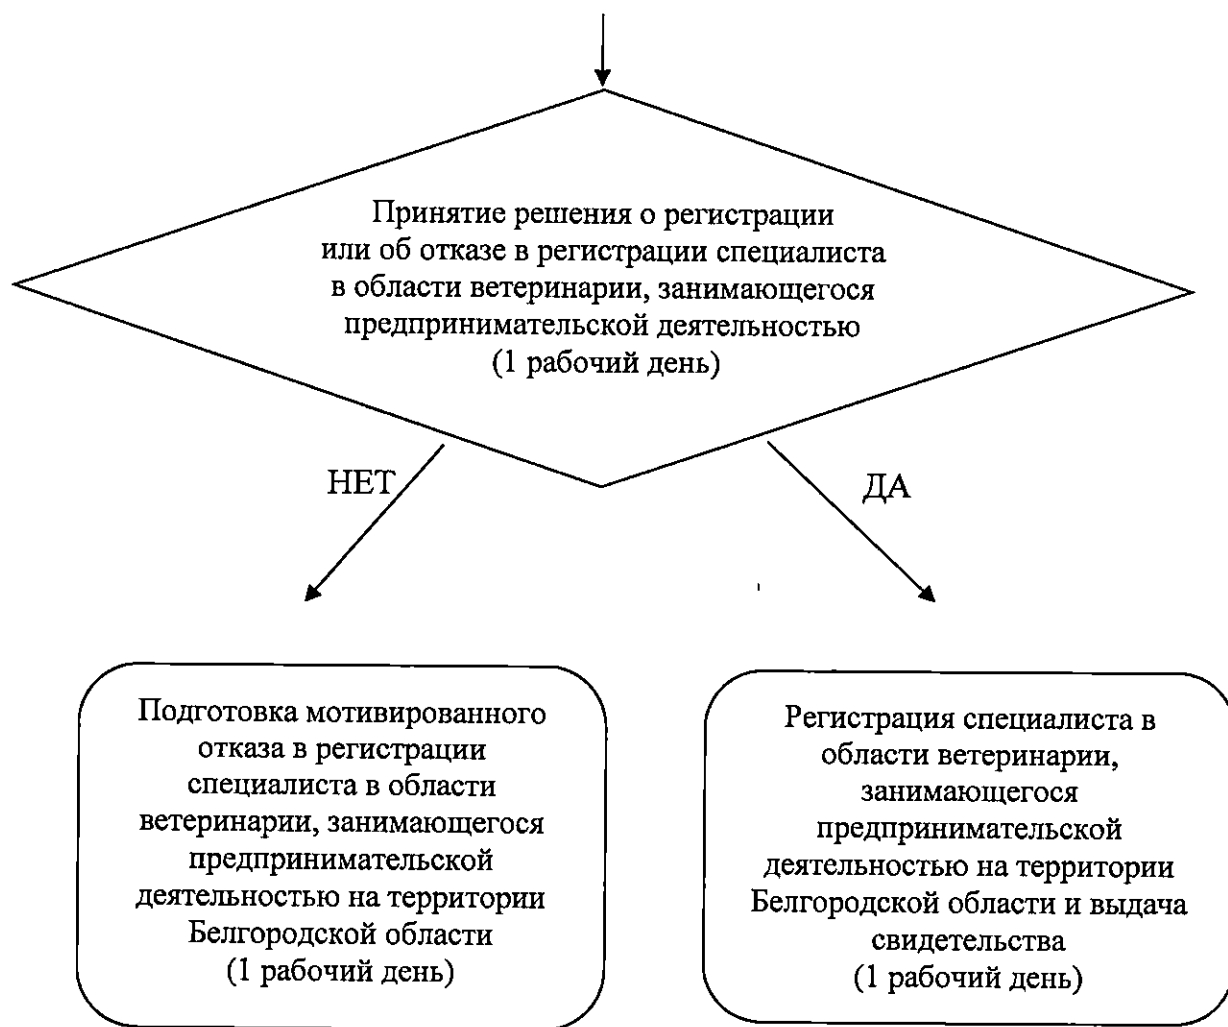 Принятие решения о регистрации
или об отказе в регистрации специалиста
в области ветеринарии, занимающегося
предпринимательской деятельностью
(1 рабочий день)
НЕТ
ДА
Подготовка мотивированного
отказа в регистрации
специалиста в области
ветеринарии, занимающегося
предпринимательской
деятельностью на территории
Белгородской области
(1 рабочий день)
Регистрация специалиста в
области ветеринарии,
занимающегося
предпринимательской
деятельностью на территории
Белгородской области и выдача
свидетельства
(1 рабочий день)